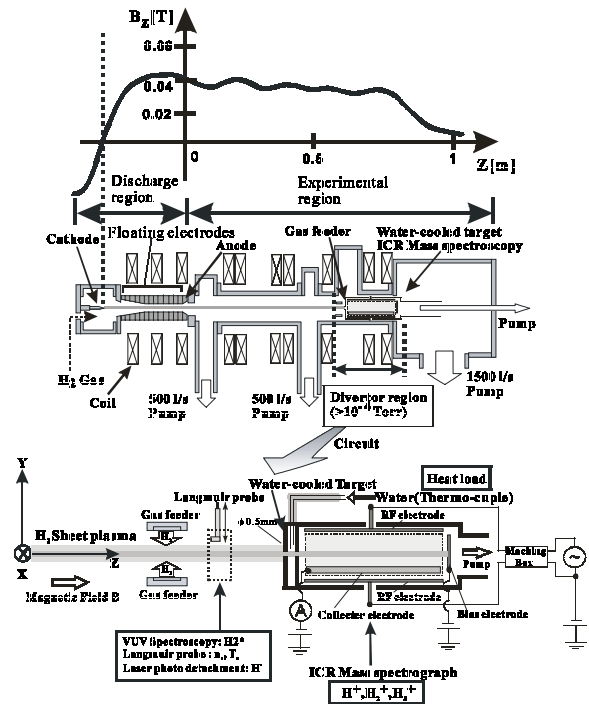 B_Z[T]
0.06
0.04
0.02
0
0.6
1
Z[m]
Discharge
region
Experimental
region
Cathode
Floating electrodes
Anode
Gas feeder
Water-cooled target
ICR Mass spectroscopy
Pump
H₂ Gas
Coil
500 l/s
Pump
500 l/s
Pump
1500 l/s
Pump
Divertor region
Torr)
Circuit
Y
Water-cooled Target
Heat load
Langmuir probe
Water(Thermo-cuple)
Gas feeder
ϕ0.5mm
RF electrode
H₂ Sheet plasma
H₂
Z
Pump
Maching
Box
~
X
H₂
Magnetic Field B
Gas feeder
RF electrode
A
Collecter electrode
Bias electrode
VUV Spectroscopy: H2*
Langmuir probe : nₑ, Tₑ
Laser photo detachment: H⁻
ICR Mass spectrograph
H⁺,H₂⁺,H₃⁺